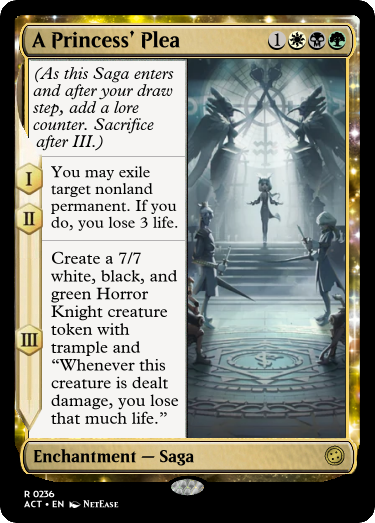 A Princess' Plea 1
(As this Saga enters
and after your draw
step, add a lore
counter. Sacrifice
after III.)
I
II
You may exile
target nonland
permanent. If you
do, you lose 3 life.
III
Create a 7/7
white, black, and
green Horror
Knight creature
token with
trample and
“Whenever this
creature is dealt
damage, you lose
that much life.”
Enchantment — Saga
R 0236
ACT • EN NetEase